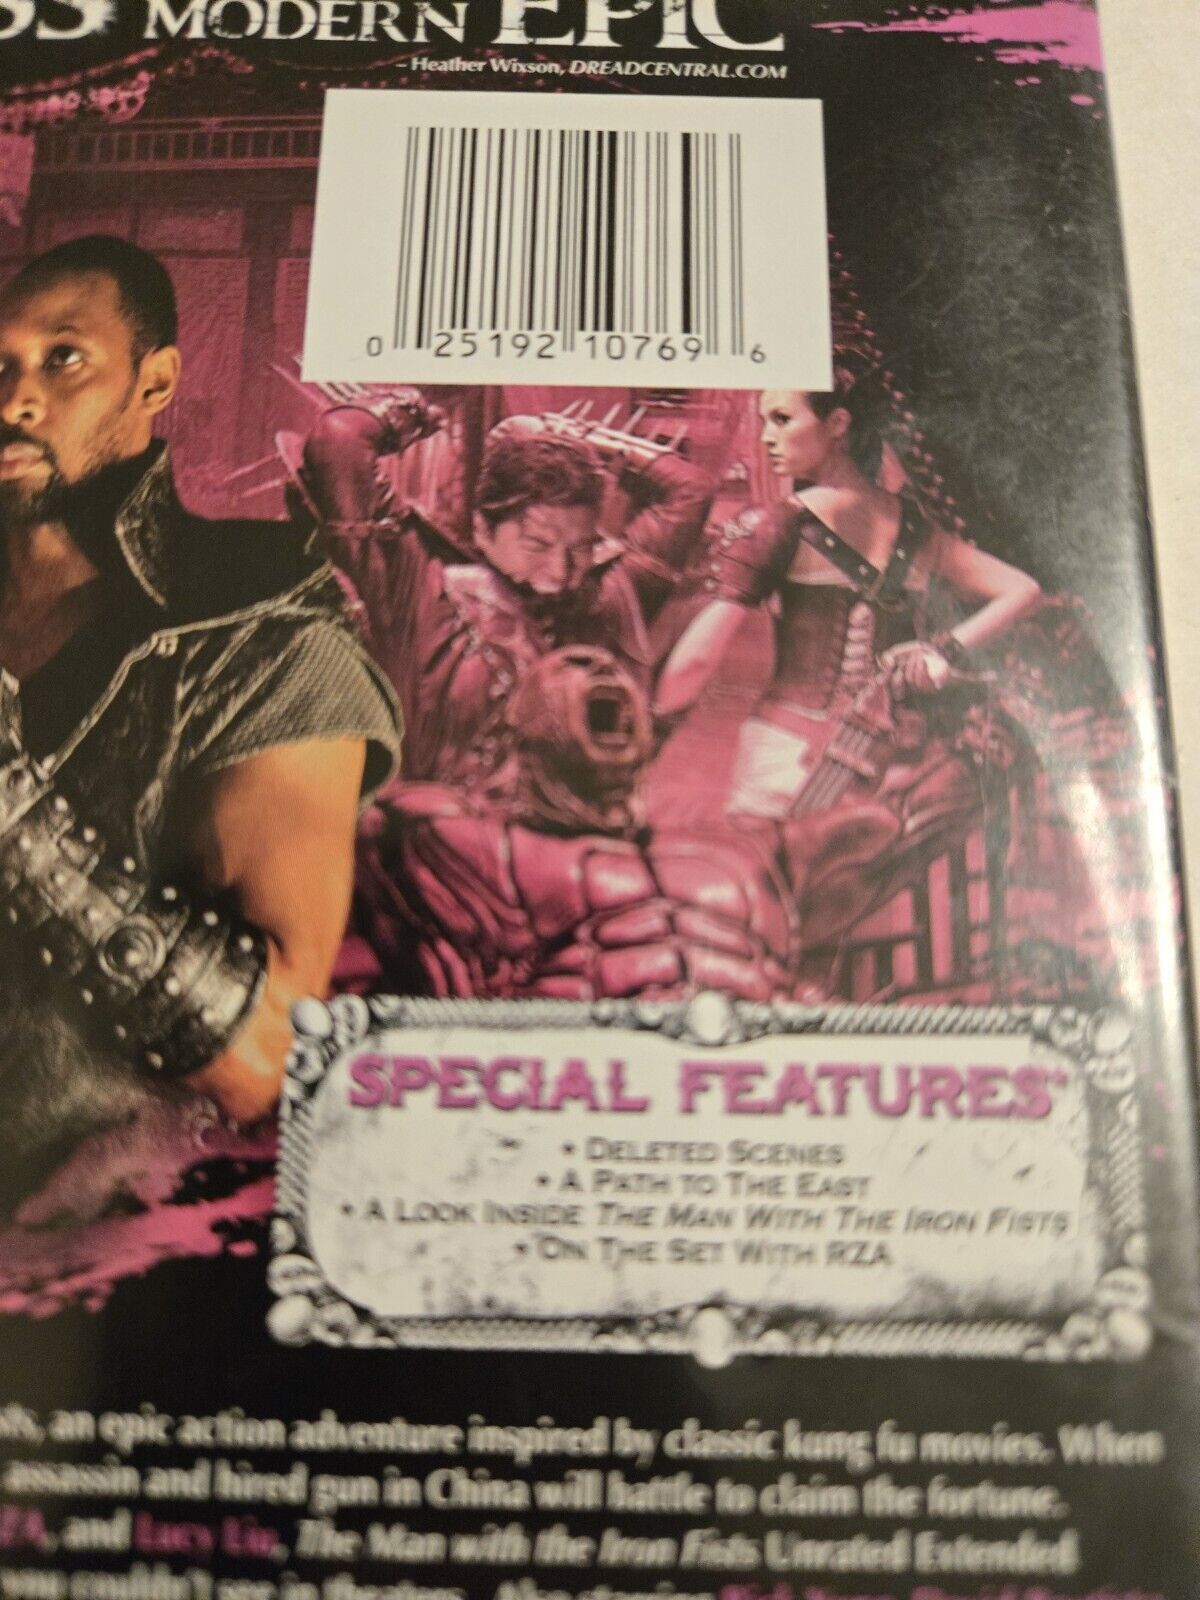 MODERN EPIC
– Heather Wixson, DREADCENTRAL.COM
0 25192 10769 6
SPECIAL FEATURES*
• DELETED SCENES
• A PATH TO THE EAST
• A LOOK INSIDE THE MAN WITH THE IRON FISTS
• ON THE SET WITH RZA
an epic action adventure inspired by classic kung fu movies. When
assassin and hired gun in China will battle to claim the fortune.
and Lucy Liu, The Man with the Iron Fists Unrated Extended
you couldn't see in theaters. Also starring